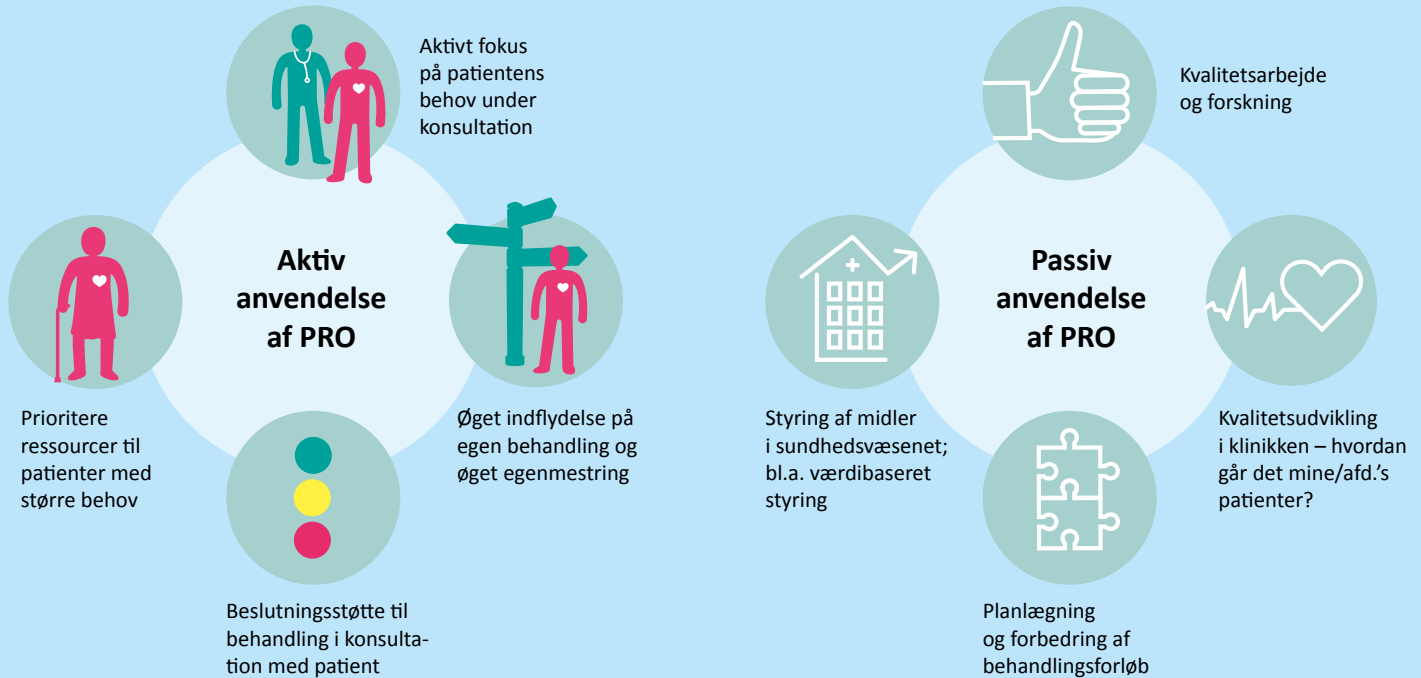 Aktivt fokus
på patientens
behov under
konsultation
Aktiv
anvendelse
af PRO
Prioritere
ressourcer til
patienter med
større behov
Øget indflydelse på
egen behandling og
øget egenmestring
Beslutningsstøtte til
behandling i konsulta-
tion med patient
Kvalitetsarbejde
og forskning
Passiv
anvendelse
af PRO
Styring af midler
i sundhedsvæsenet;
bl.a. værdibaseret
styring
Kvalitetsudvikling
i klinikken – hvordan
går det mine/afd.’s
patienter?
Planlægning
og forbedring af
behandlingsforløb